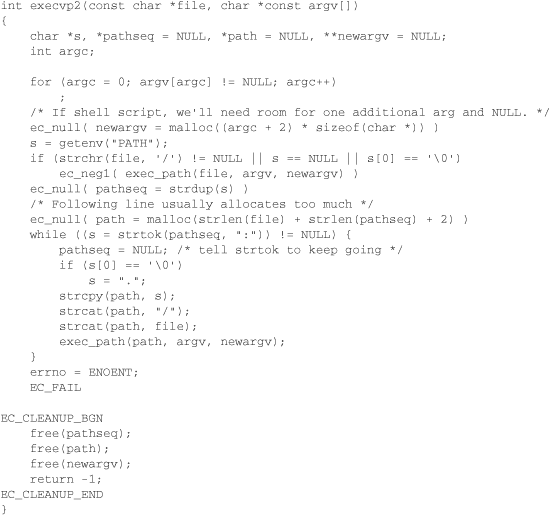 int execvp2(const char *file, char *const argv[])
{
    char *s, *pathseq = NULL, *path = NULL, **newargv = NULL;
    int argc;

    for (argc = 0; argv[argc] != NULL; argc++)
        ;
    /* If shell script, we'll need room for one additional arg and NULL. */
    ec_null( newargv = malloc((argc + 2) * sizeof(char *)) )
    s = getenv("PATH");
    if (strchr(file, '/') != NULL || s == NULL || s[0] == '\0')
        ec_neg1( exec_path(file, argv, newargv) )
    ec_null( pathseq = strdup(s) )
    /* Following line usually allocates too much */
    ec_null( path = malloc(strlen(file) + strlen(pathseq) + 2) )
    while ((s = strtok(pathseq, ":")) != NULL) {
        pathseq = NULL; /* tell strtok to keep going */
        if (s[0] == '\0')
            s = ".";
        strcpy(path, s);
        strcat(path, "/");
        strcat(path, file);
        exec_path(path, argv, newargv);
    }
    errno = ENOENT;
    EC_FAIL

EC_CLEANUP_BGN
    free(pathseq);
    free(path);
    free(newargv);
    return -1;
EC_CLEANUP_END
}